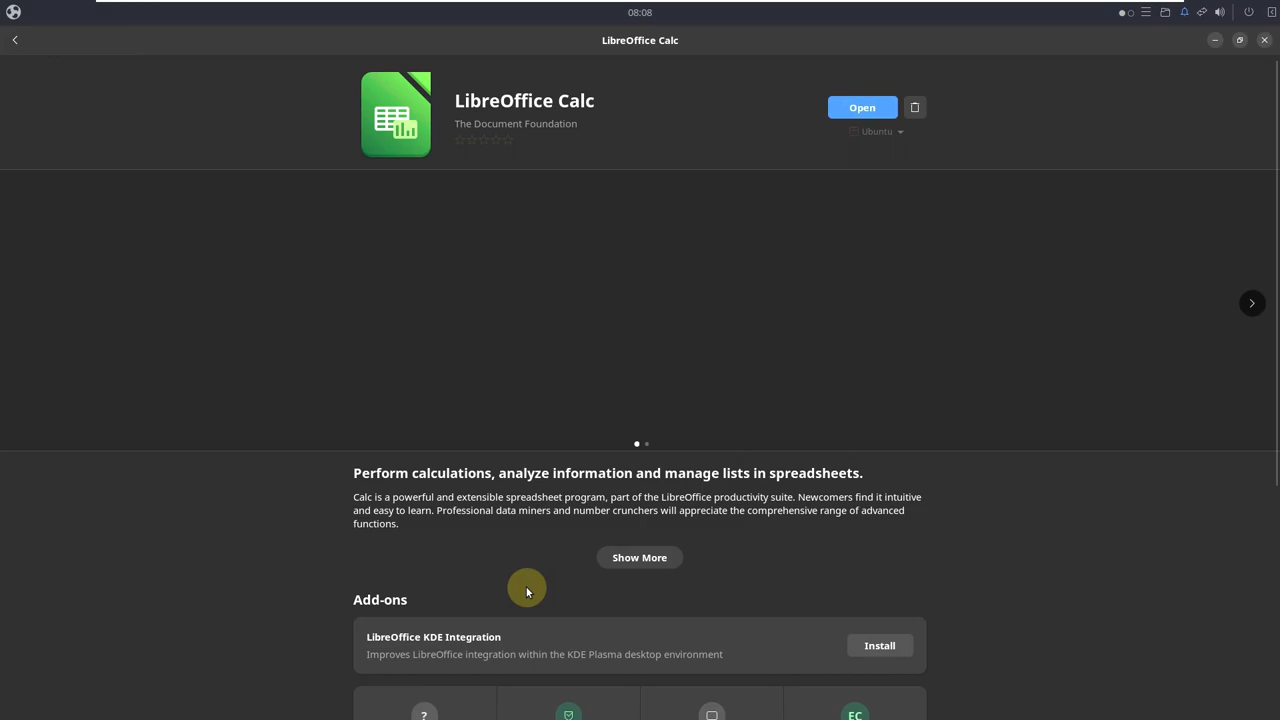 08:08
LibreOffice Calc
LibreOffice Calc
The Document Foundation
Open
Ubuntu
Perform calculations, analyze information and manage lists in spreadsheets.
Calc is a powerful and extensible spreadsheet program, part of the LibreOffice productivity suite. Newcomers find it intuitive
and easy to learn. Professional data miners and number crunchers will appreciate the comprehensive range of advanced
functions.
Show More
Add-ons
LibreOffice KDE Integration
Improves LibreOffice integration within the KDE Plasma desktop environment
Install
?
EC